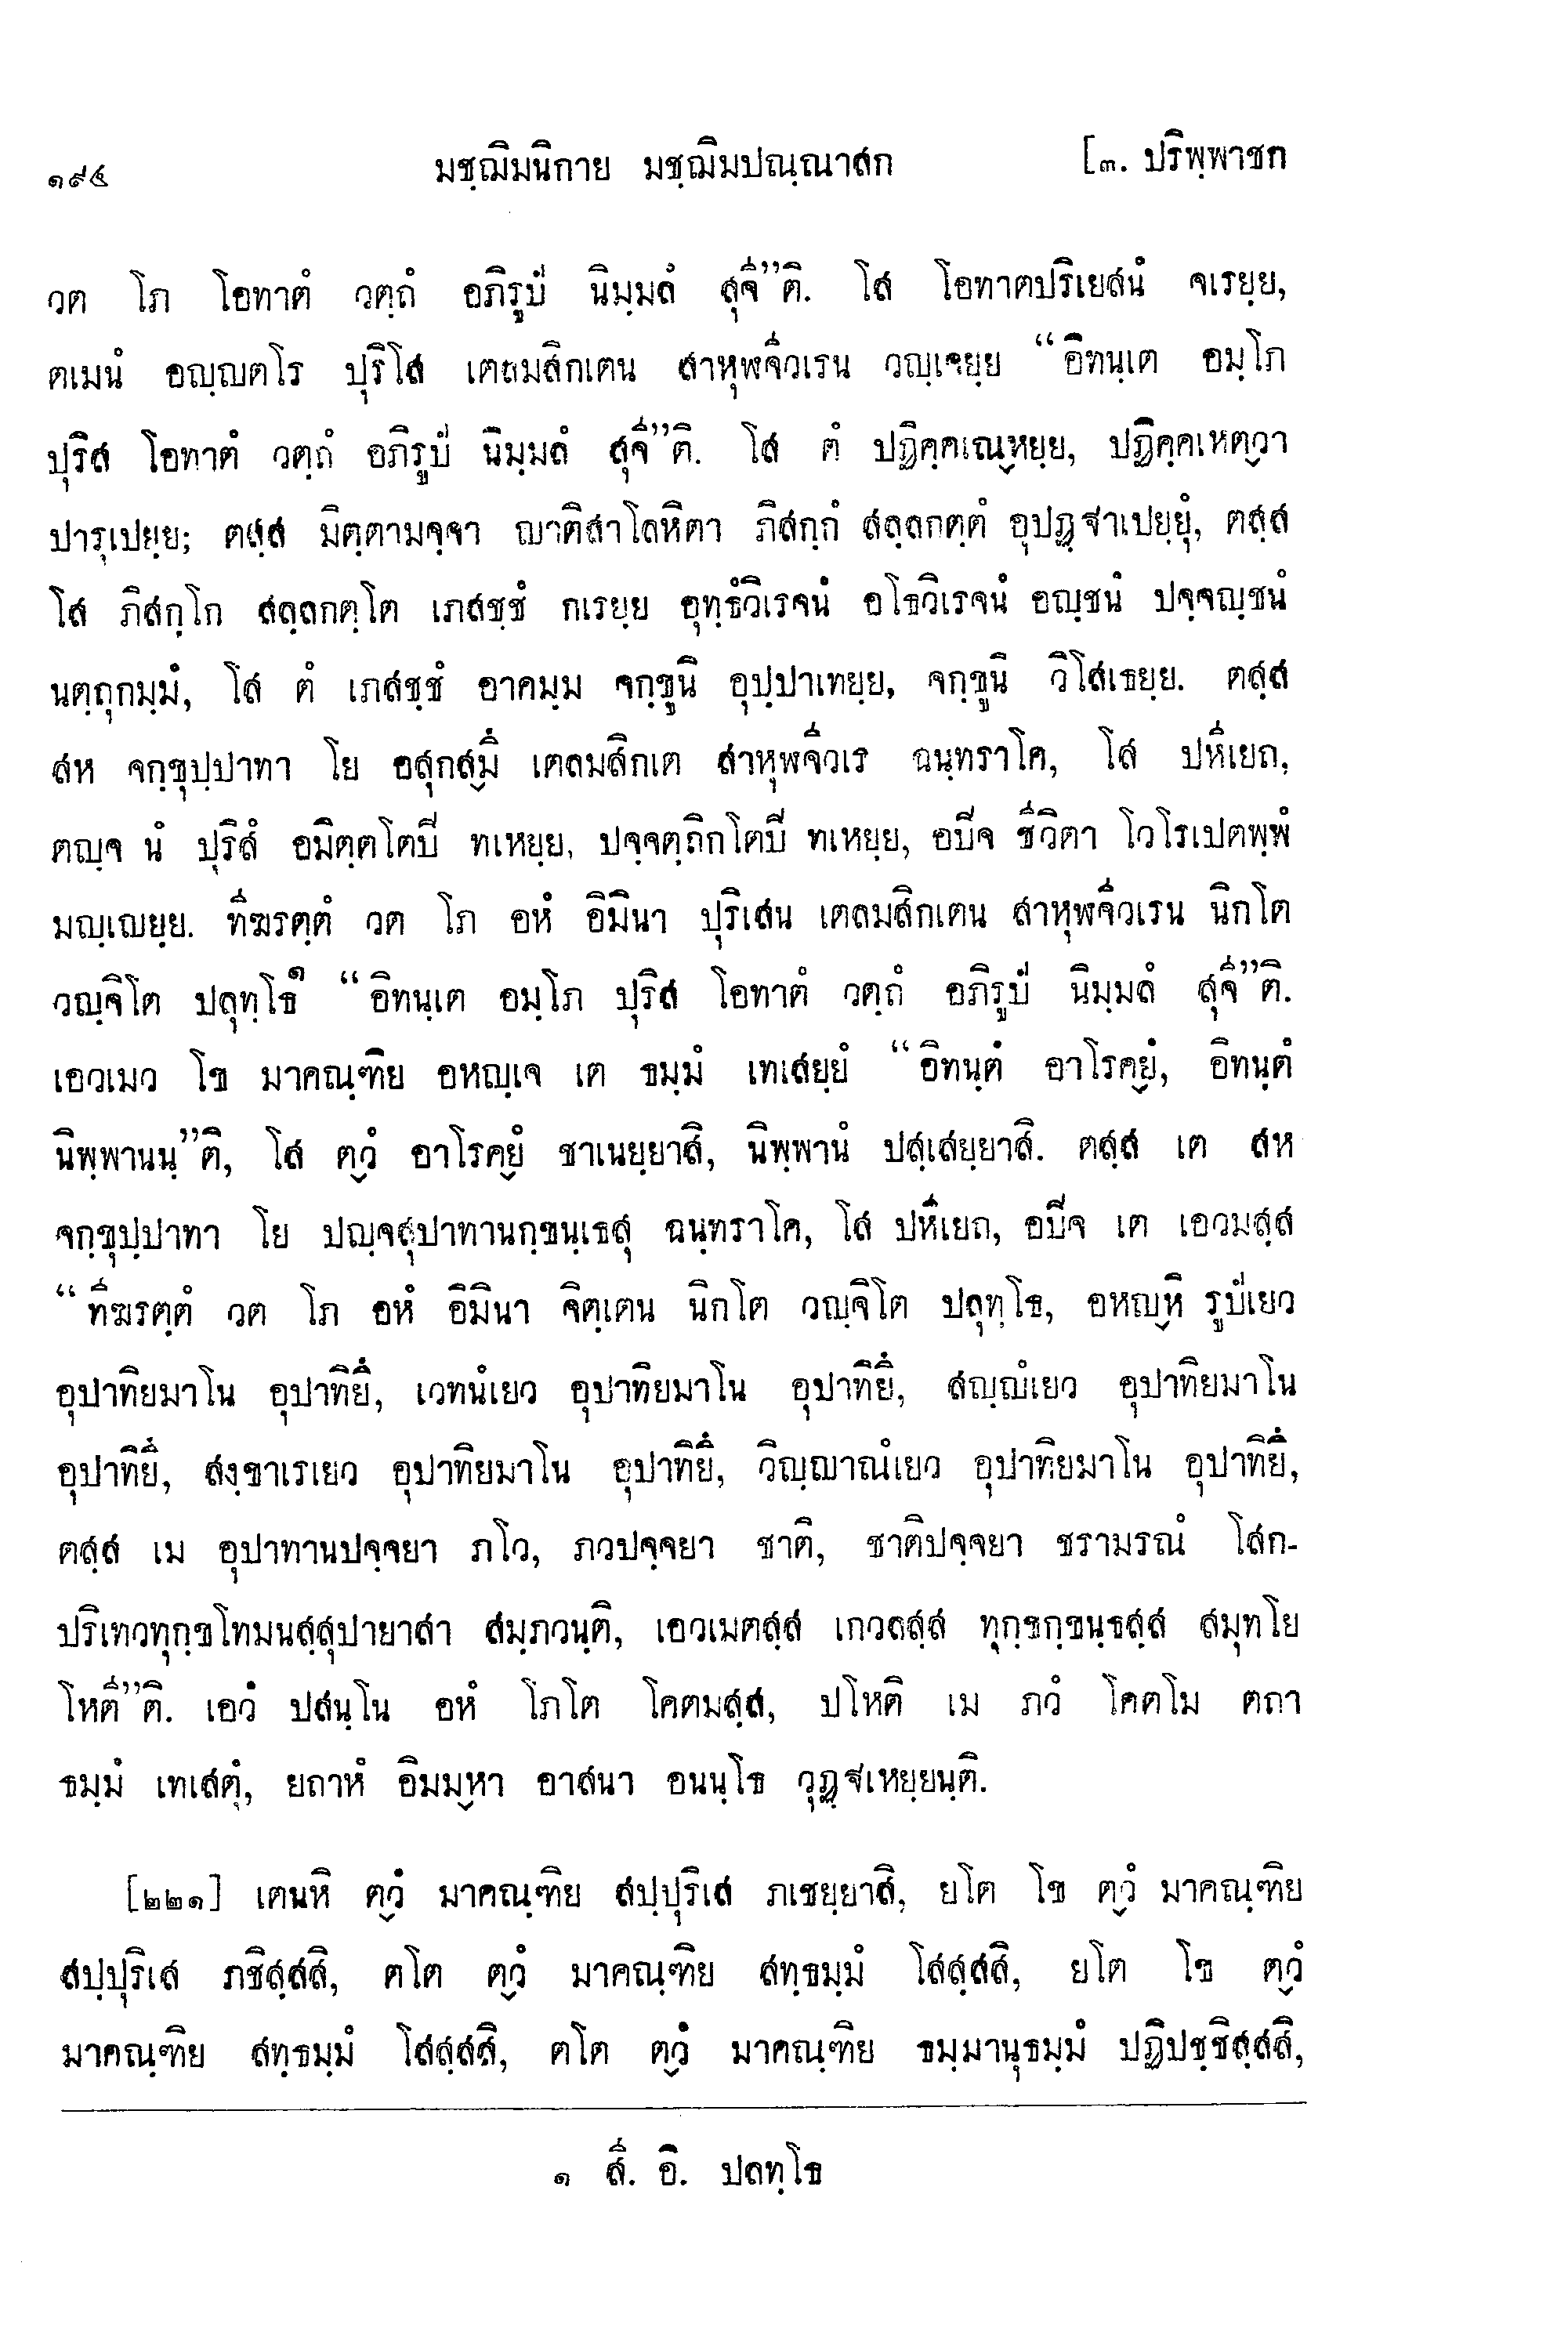 ๑๙๔ มชฺฌิมนิกาย มชฺฌิมปณฺณาสก [๓. ปริพฺพาชก
วต โภ โอทาตํ วตฺถํ อภิรูปํ นิมฺมลํ สุจึ”ติ. โส โอทาตปริเยสนํ จเรยฺย,
ตเมนํ อญฺญตโร ปุริโส เตลมสิกเตน สาหุฬจีวเรน วญฺเจยฺย “อิทนฺเต อมฺโภ
ปุริส โอทาตํ วตฺถํ อภิรูปํ นิมฺมลํ สุจึ”ติ. โส ตํ ปฏิคฺคเณฺหยฺย, ปฏิคฺคเหตฺวา
ปารุเปยฺย; ตสฺส มิตฺตามจฺจา ญาติสาโลหิตา ภิสกฺกํ สลฺลกตฺตํ อุปฏฺฐาเปยฺยุํ, ตสฺส
โส ภิสกฺโก สลฺลกตฺโต เภสชฺชํ กเรยฺย อุทฺธํวิเรจนํ อโธวิเรจนํ อญฺชนํ ปจฺจญฺชนํ
นตฺถุกมฺมํ, โส ตํ เภสชฺชํ อาคมฺม จกฺขูนิ อุปฺปาเทยฺย, จกฺขูนิ วิโสเธยฺย. ตสฺส
สห จกฺขุปฺปาทา โย อสุกสฺมึ เตลมสิกเต สาหุฬจีวเร ฉนฺทราโค, โส ปหีเยถ,
ตญฺจ นํ ปุริสํ อมิตฺตโตปิ ทเหยฺย, ปจฺจตฺถิกโตปิ ทเหยฺย, อปิจ ชีวิตา โวโรเปตพฺพํ
มญฺเญยฺย. ทีฆรตฺตํ วต โภ อหํ อิมินา ปุริเสน เตลมสิกเตน สาหุฬจีวเรน นิกโต
วญฺจิโต ปลุทฺโธ๑ “อิทนฺเต อมฺโภ ปุริส โอทาตํ วตฺถํ อภิรูปํ นิมฺมลํ สุจึ”ติ.
เอวเมว โข มาคณฺฑิย อหญฺเจ เต ธมฺมํ เทเสยฺยํ “อิทนฺตํ อาโรคฺยํ, อิทนฺตํ
นิพฺพานนฺ”ติ, โส ตฺวํ อาโรคฺยํ ชาเนยฺยาสิ, นิพฺพานํ ปสฺเสยฺยาสิ. ตสฺส เต สห
จกฺขุปฺปาทา โย ปญฺจสุปาทานกฺขนฺเธสุ ฉนฺทราโค, โส ปหีเยถ, อปิจ เต เอวมสฺส
“ทีฆรตฺตํ วต โภ อหํ อิมินา จิตฺเตน นิกโต วญฺจิโต ปลุทฺโธ, อหญฺหิ รูปํเยว
อุปาทิยมาโน อุปาทิยึ, เวทนํเยว อุปาทิยมาโน อุปาทิยึ, สญฺญํเยว อุปาทิยมาโน
อุปาทิยึ, สงฺขาเรเยว อุปาทิยมาโน อุปาทิยึ, วิญฺญาณํเยว อุปาทิยมาโน อุปาทิยึ,
ตสฺส เม อุปาทานปจฺจยา ภโว, ภวปจฺจยา ชาติ, ชาติปจฺจยา ชรามรณํ โสก-
ปริเทวทุกฺขโทมนสฺสุปายาสา สมฺภวนฺติ, เอวเมตสฺส เกวลสฺส ทุกฺขกฺขนฺธสฺส สมุทโย
โหตี”ติ. เอวํ ปสนฺโน อหํ โภโต โคตมสฺส, ปโหติ เม ภวํ โคตโม ตถา
ธมฺมํ เทเสตุํ, ยถาหํ อิมมฺหา อาสนา อนนฺโธ วุฏฺฐเหยฺยนฺติ.
[๒๒๑] เตนหิ ตฺวํ มาคณฺฑิย สปฺปุริเส ภเชยฺยาสิ, ยโต โข ตฺวํ มาคณฺฑิย
สปฺปุริเส ภชิสฺสสิ, ตโต ตฺวํ มาคณฺฑิย สทฺธมฺมํ โสสฺสสิ, ยโต โข ตฺวํ
มาคณฺฑิย สทฺธมฺมํ โสสฺสสิ, ตโต ตฺวํ มาคณฺฑิย ธมฺมานุธมฺมํ ปฏิปชฺชิสฺสสิ,
๑ สี. อิ. ปลทฺโธ